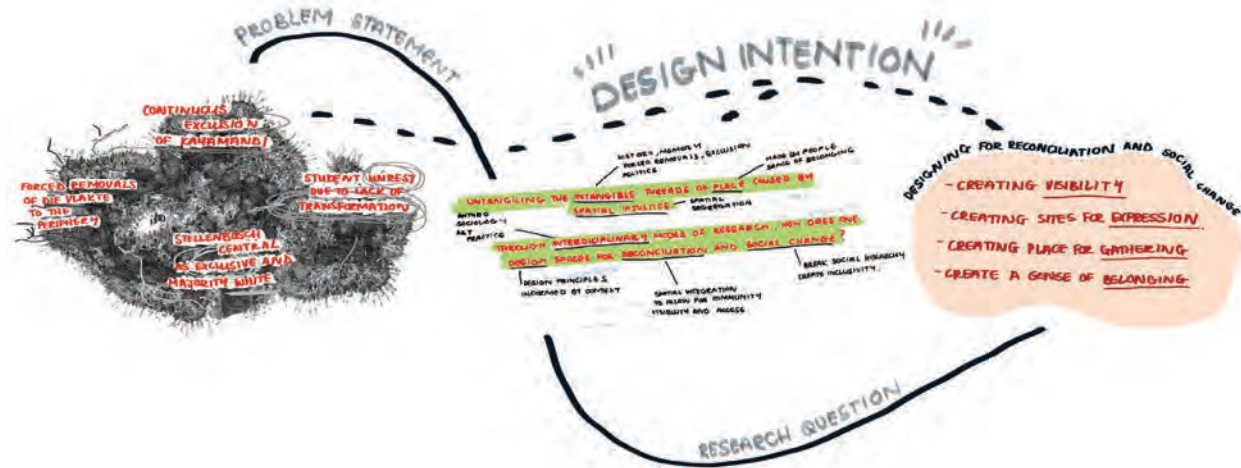 PROBLEM STATEMENT
DESIGN INTENTION
CONTINUOUS
EXCLUSION
OF KAYAMANDI
FORCED REMOVALS
OF DIE VLAKTE
TO THE
PERIPHERY
STUDENT UNREST
DUE TO LACK OF
TRANSFORMATION
STELLENBOSCH
CENTRAL
AS EXCLUSIVE AND
MAJORITY WHITE
HISTORY, MEMORY
FORCED REMOVALS, EXCLUSION
POLITICS
MADE BY PEOPLE
SENSE OF BELONGING
UNTANGLING THE INTANGIBLE THREADS OF PLACE CAUSED BY
SPATIAL INJUSTICE.
SPATIAL
SEGREGATION
ANTHRO
SOCIOLOGY
ART
PRACTICE
THROUGH INTERDICIPLINARY MODES OF RESEARCH, HOW DOES ONE
DESIGN SPACES FOR RECONCILIATION AND SOCIAL CHANGE?
DESIGN PRINCIPLES
INFORMED BY CONTEXT
SPATIAL INTEGRATION
TO ALLOW FOR COMMUNITY
VISIBILITY AND ACCESS
BREAK SOCIAL HIERARCHY
CREATE INCLUSIVITY.
DESIGNING FOR RECONCILIATION AND SOCIAL CHANGE
- CREATING VISIBILITY
- CREATING SITES FOR EXPRESSION
- CREATING PLACE FOR GATHERING
- CREATE A SENSE OF BELONGING
RESEARCH QUESTION